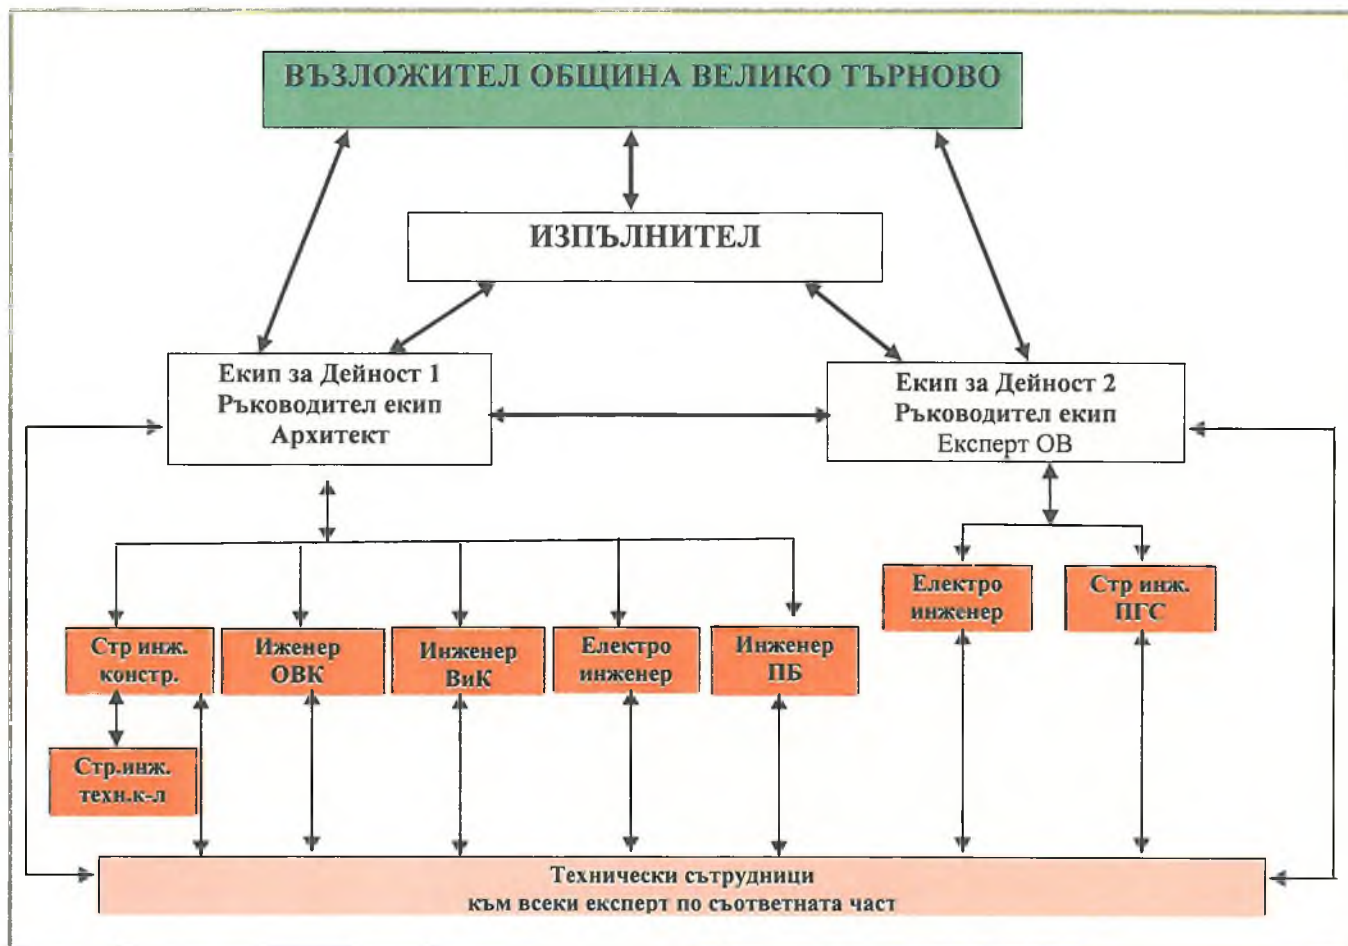 ВЪЗЛОЖИТЕЛ ОБЩИНА ВЕЛИКО ТЪРНОВО
ИЗПЪЛНИТЕЛ
Екип за Дейност 1
Ръководител екип
Архитект
Екип за Дейност 2
Ръководител екип
Експерт ОВ
Електро
инженер
Стр инж.
ПГС
Стр инж.
констр.
Иженер
ОВК
Инженер
ВиК
Електро
инженер
Инженер
ПБ
Стр.инж.
техн.к-л
Технически сътрудници
към всеки експерт по съответната част